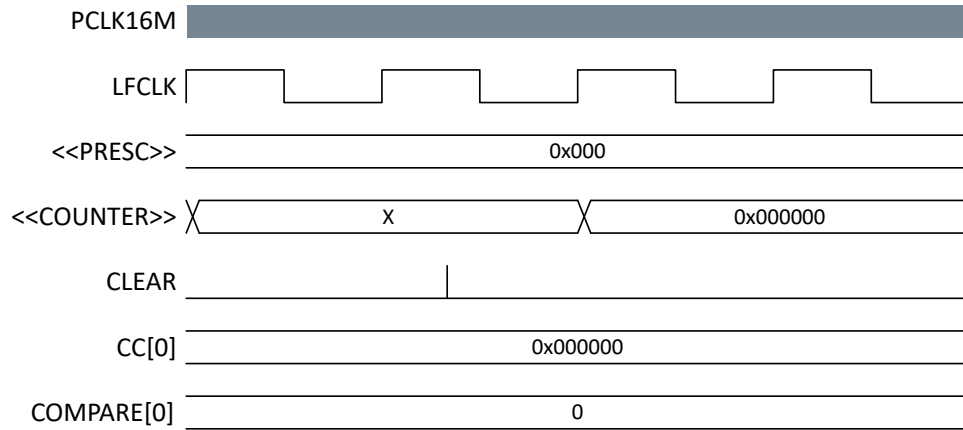 PCLK16M
LFCLK
<<PRESC>> 0x000
<<COUNTER>> X 0x000000
CLEAR
CC[0] 0x000000
COMPARE[0] 0